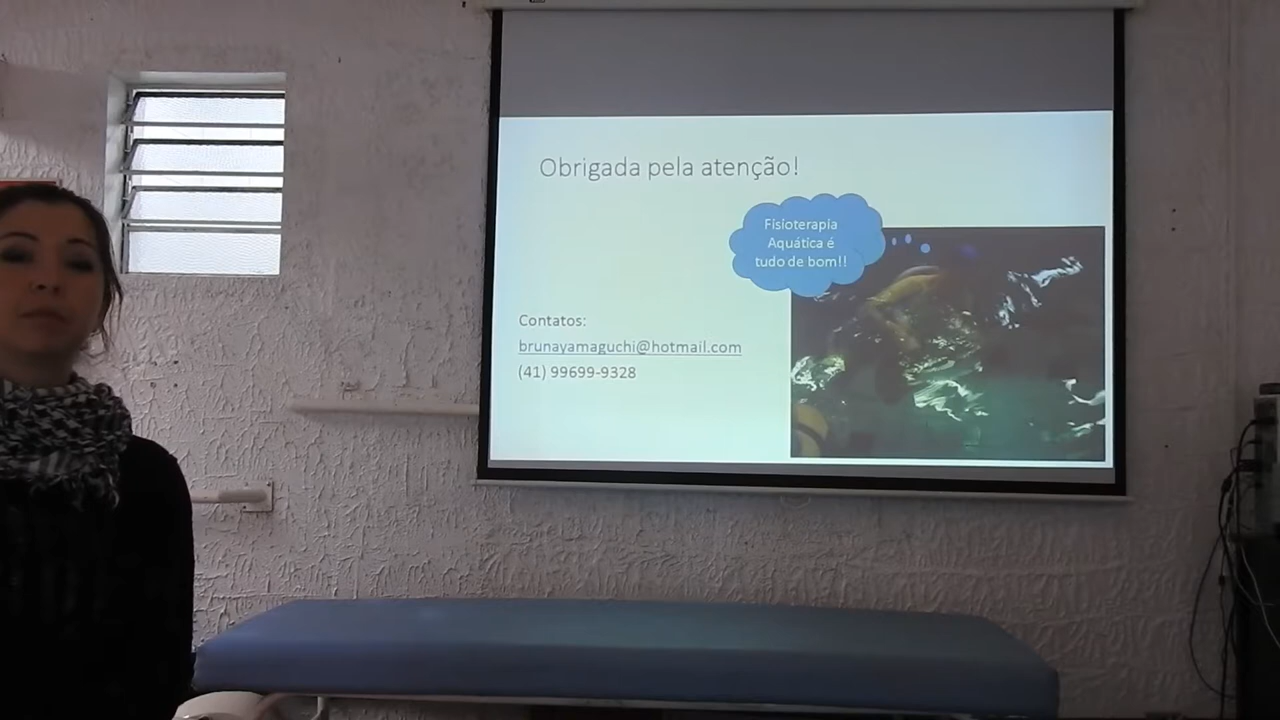 Obrigada pela atenção!
Fisioterapia
Aquática é
tudo de bom!!
Contatos:
brunayamaguchi@hotmail.com
(41) 99699-9328